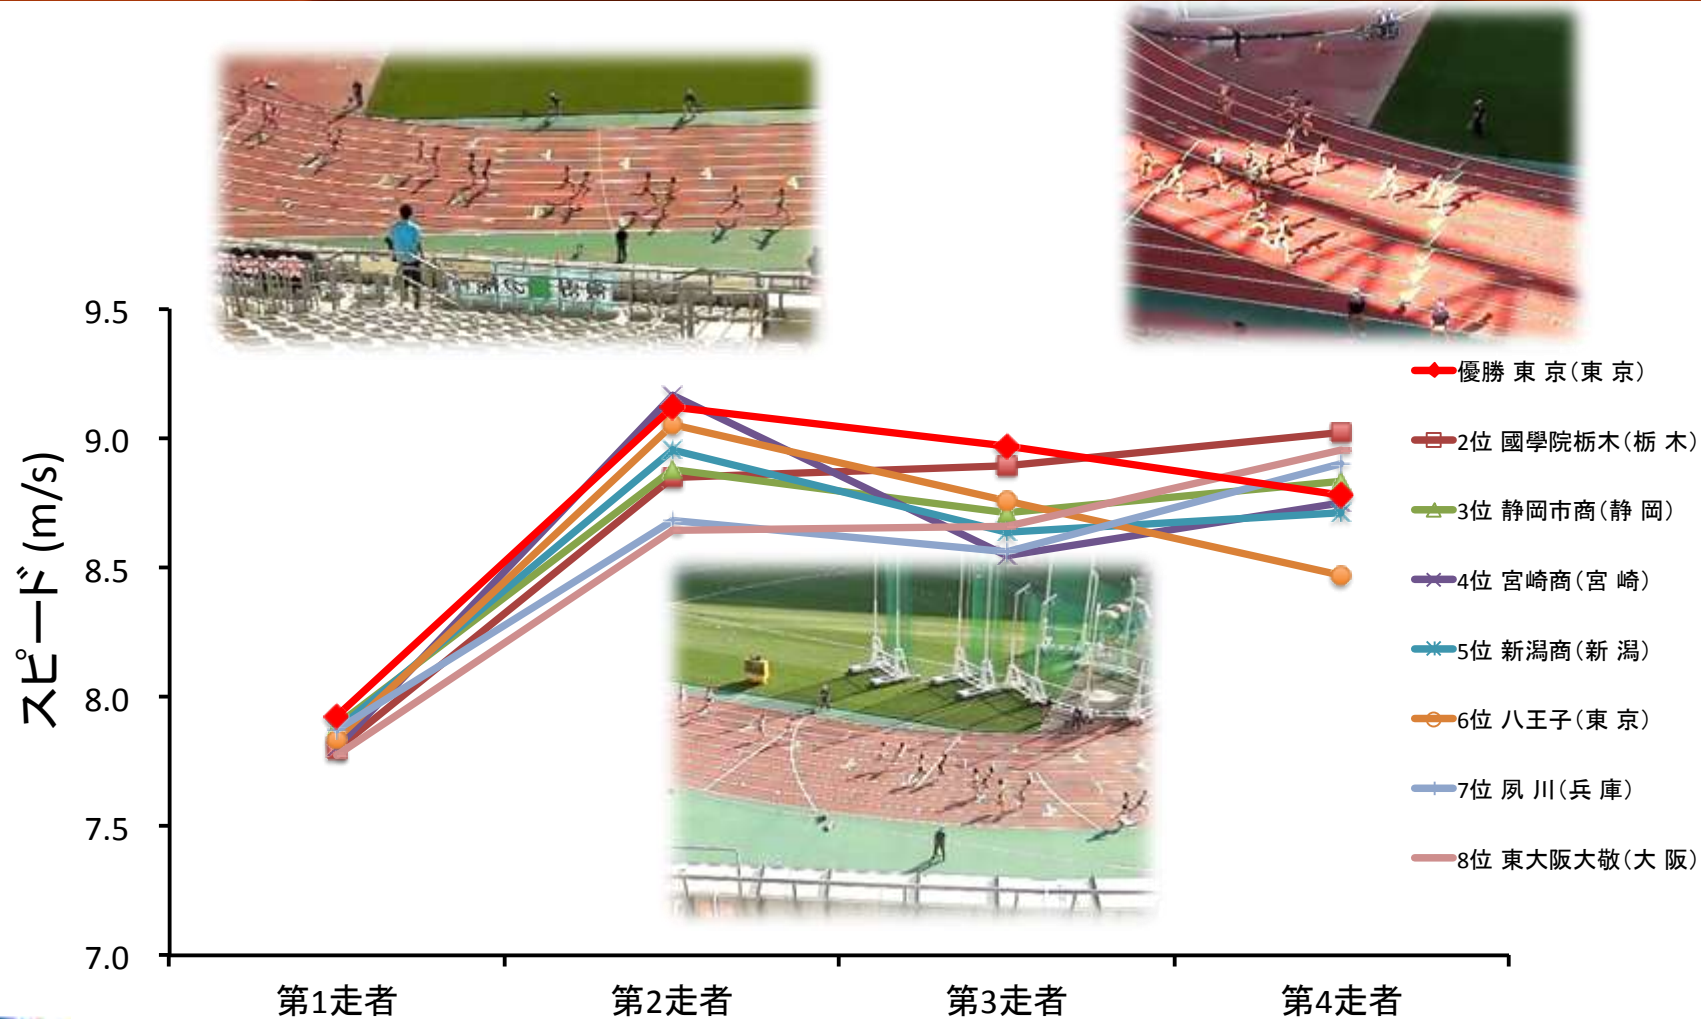 9.5
9.0
8.5
8.0
7.5
7.0
スピード (m/s)
第1走者
第2走者
第3走者
第4走者
優勝 東 京(東 京)
2位 國學院栃木(栃 木)
3位 静岡市商(静 岡)
4位 宮崎商(宮 崎)
5位 新潟商(新 潟)
6位 八王子(東 京)
7位 夙 川(兵 庫)
8位 東大阪大敬(大 阪)